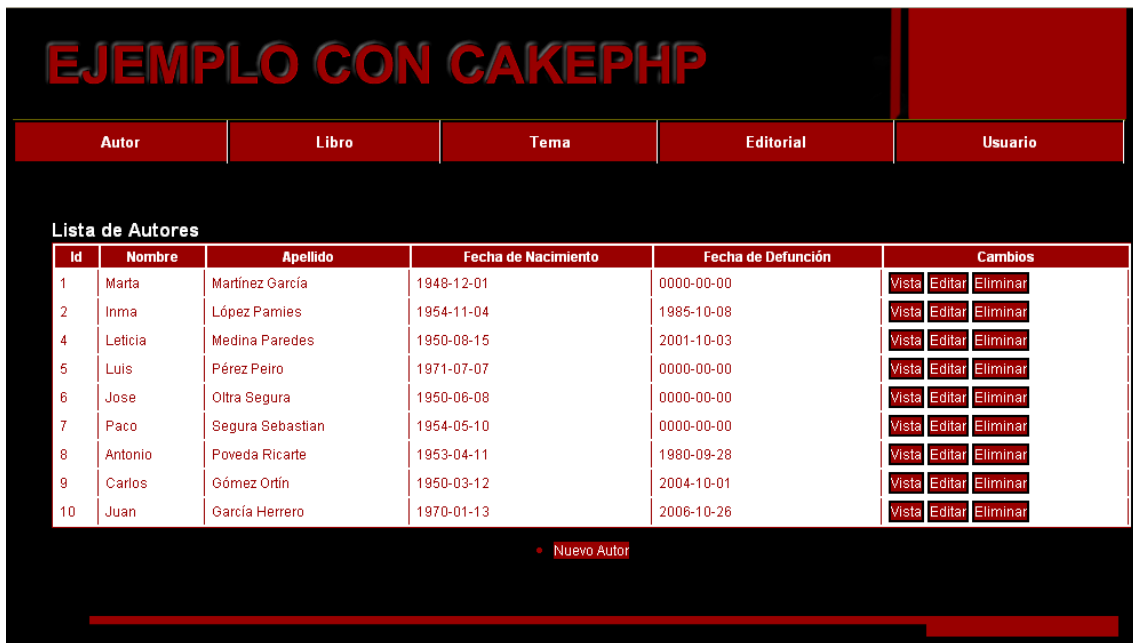 EJEMPLO CON CAKEPHP
Autor Libro Tema Editorial Usuario
Lista de Autores
Id Nombre Apellido Fecha de Nacimiento Fecha de Defunción Cambios
1 Marta Martínez García 1948-12-01 0000-00-00 Vista Editar Eliminar
2 Inma López Pamies 1954-11-04 1985-10-08 Vista Editar Eliminar
4 Leticia Medina Paredes 1950-08-15 2001-10-03 Vista Editar Eliminar
5 Luis Pérez Peiro 1971-07-07 0000-00-00 Vista Editar Eliminar
6 Jose Oltra Segura 1950-06-08 0000-00-00 Vista Editar Eliminar
7 Paco Segura Sebastian 1954-05-10 0000-00-00 Vista Editar Eliminar
8 Antonio Poveda Ricarte 1953-04-11 1980-09-28 Vista Editar Eliminar
9 Carlos Gómez Ortín 1950-03-12 2004-10-01 Vista Editar Eliminar
10 Juan García Herrero 1970-01-13 2006-10-26 Vista Editar Eliminar
• Nuevo Autor